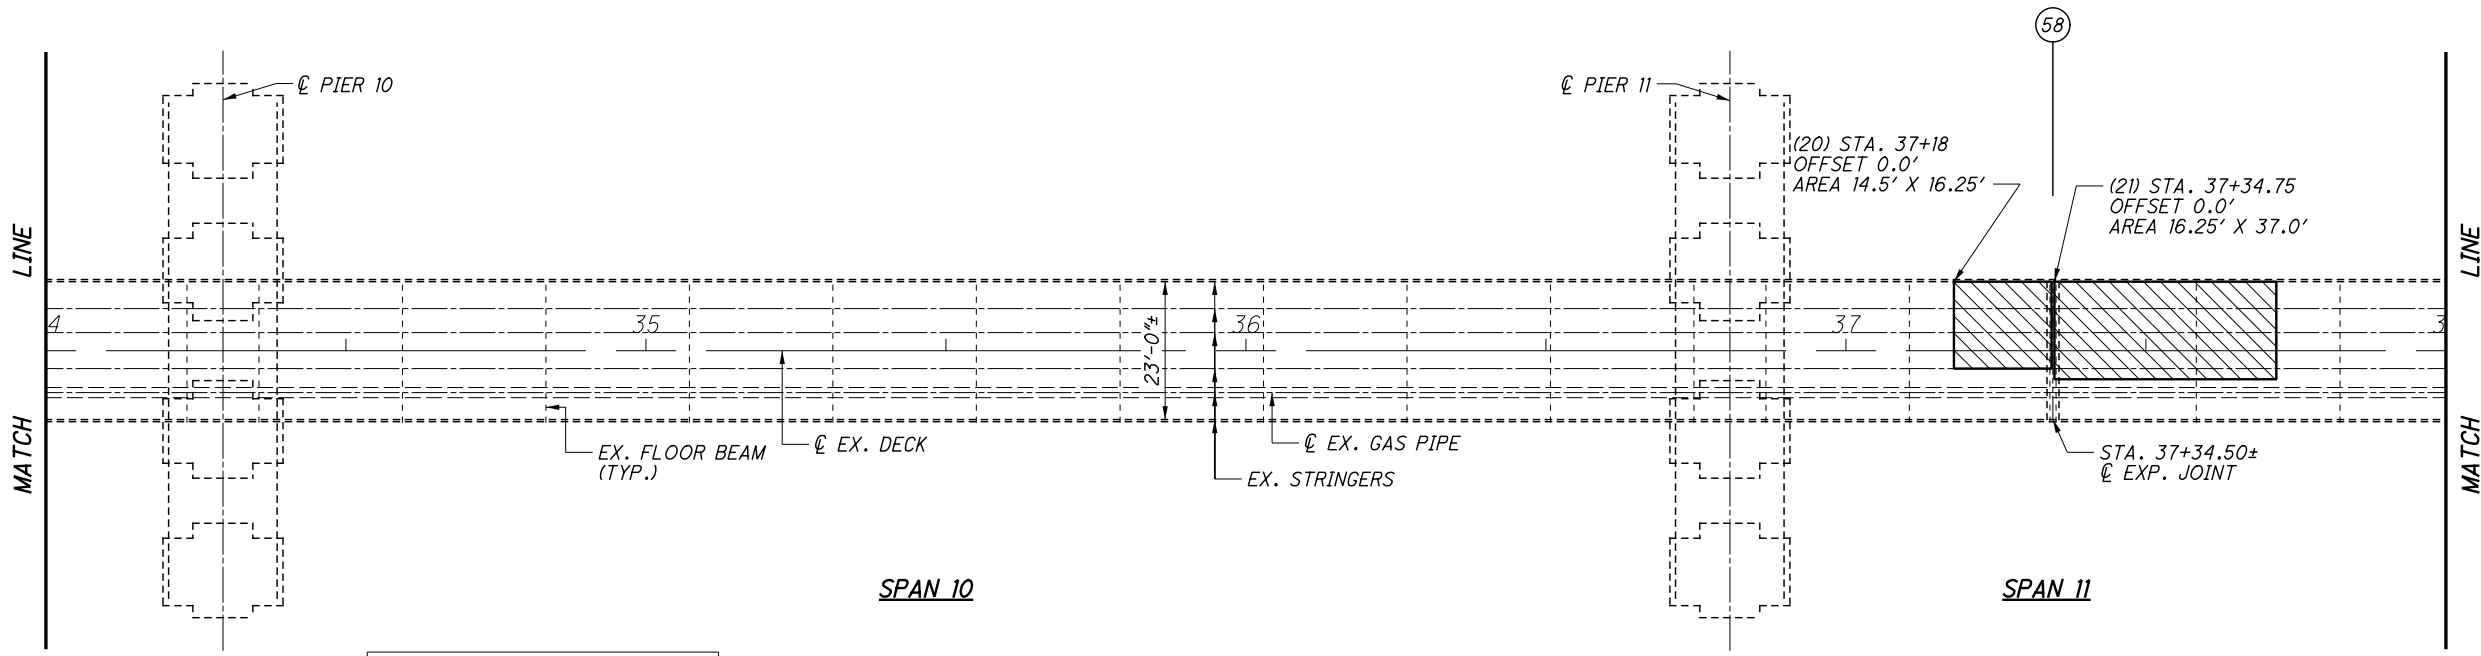 58
℄ PIER 10
℄ PIER 11
(20) STA. 37+18
OFFSET 0.0'
AREA 14.5' X 16.25'
(21) STA. 37+34.75
OFFSET 0.0'
AREA 16.25' X 37.0'
MATCH LINE
4
35
36
37
3
23'-0"±
MATCH LINE
EX. FLOOR BEAM
(TYP.)
℄ EX. DECK
℄ EX. GAS PIPE
EX. STRINGERS
STA. 37+34.50±
℄ EXP. JOINT
SPAN 10
SPAN 11